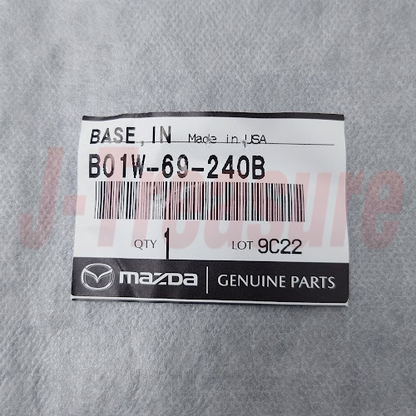 BASE, IN Made in USA
B01W-69-240B
QTY 1 LOT 9C22
mazda GENUINE PARTS
J-Treasure